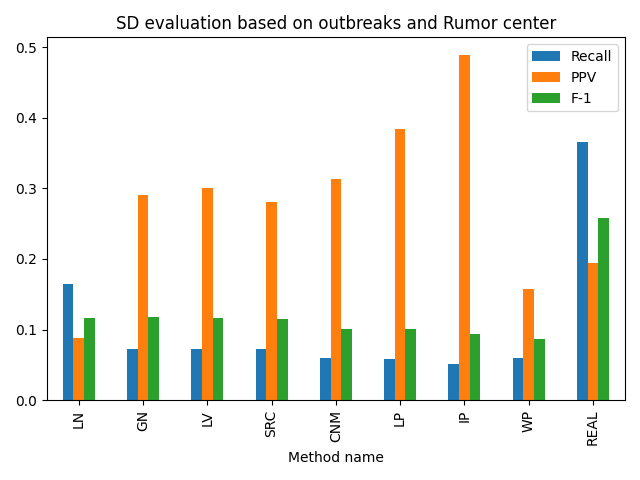 SD evaluation based on outbreaks and Rumor center
Recall
PPV
F-1
0.5
0.4
0.3
0.2
0.1
0.0
LN GN LV SRC CNM LP IP WP REAL
Method name